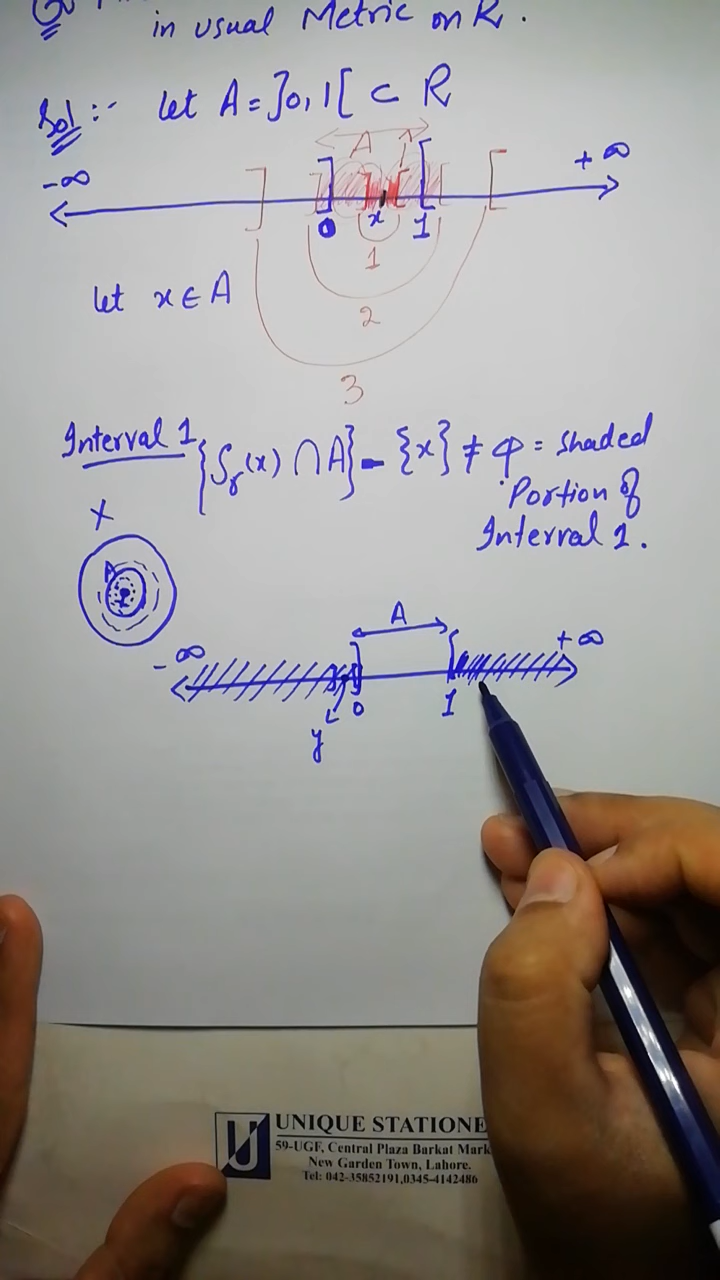 in usual Metric on R.
Sol :- let A = ]0,1[ ⊂ R
A
-∞
+∞
0 x 1
1
2
3
let x ∈ A
Interval 1 {Sᵣ(x) ∩ A} - {x} ≠ φ = Shaded
Portion of
Interval 1.
X
A
A
-∞
+∞
0
1
y
U
UNIQUE STATIONE
59-UGF, Central Plaza Barkat Mark
New Garden Town, Lahore.
Tel: 042-35852191,0345-4142486